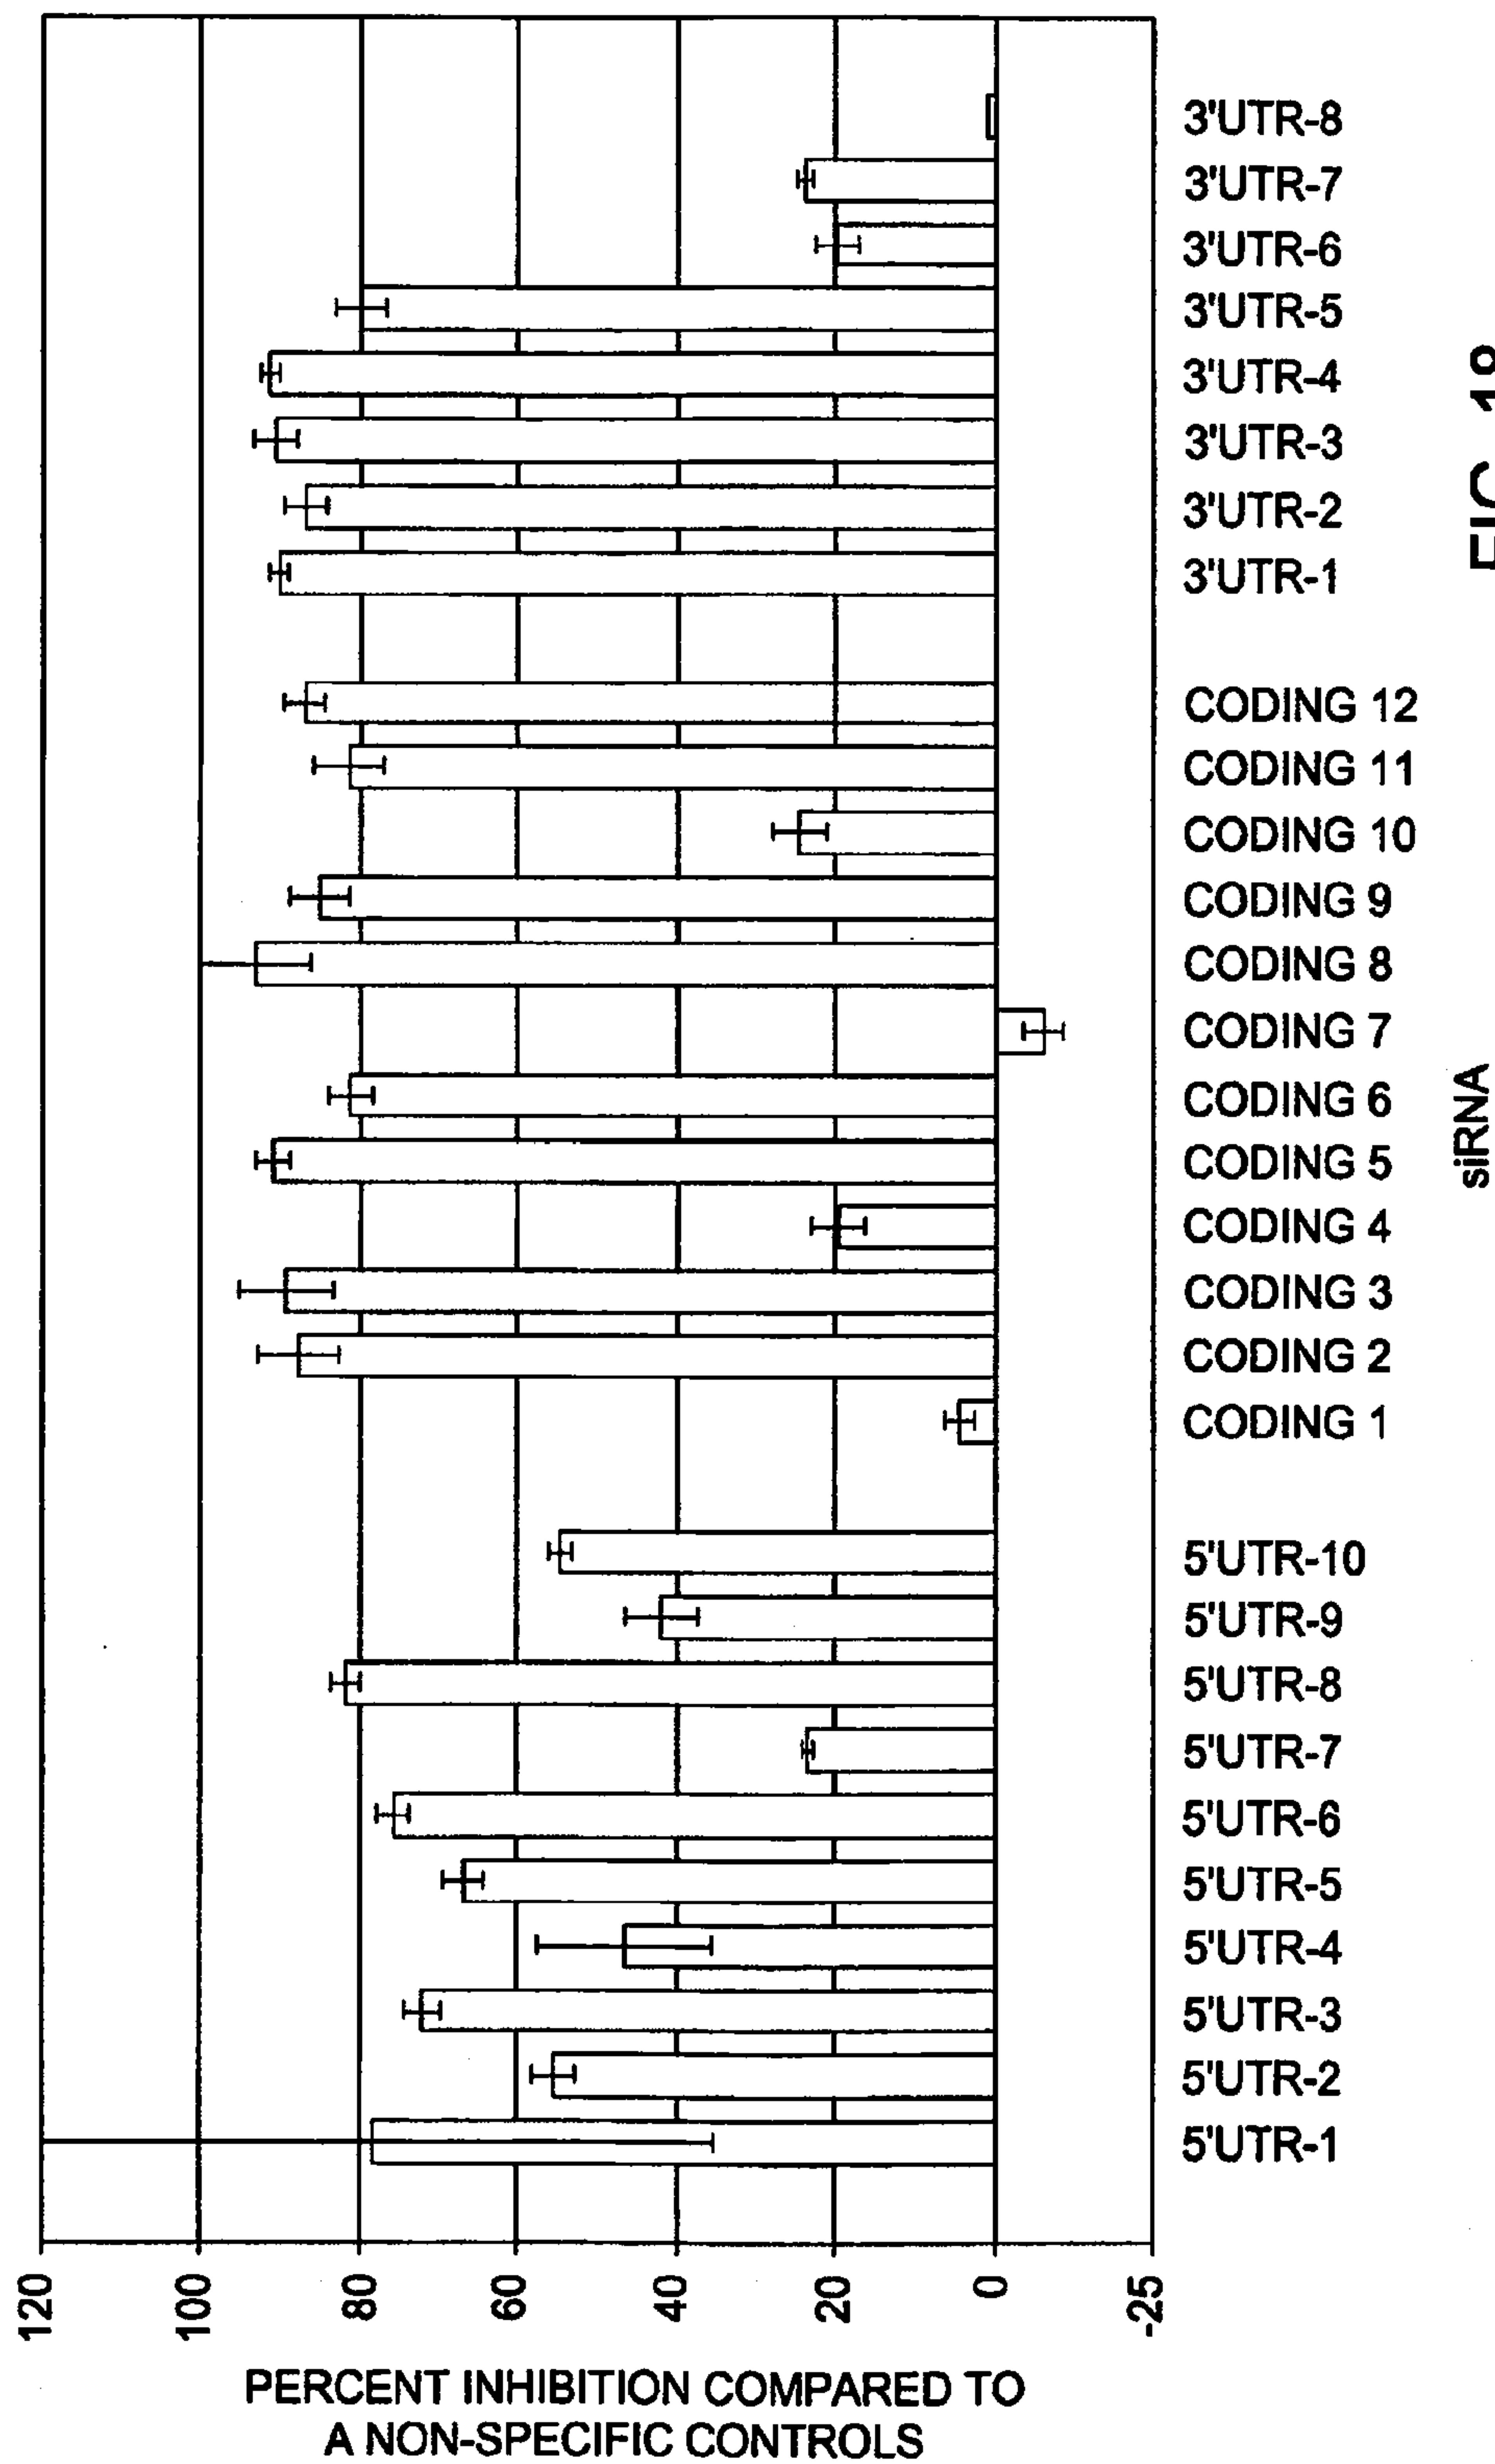 PERCENT INHIBITION COMPARED TO
A NON-SPECIFIC CONTROLS
120
100
80
60
40
20
0
-25
5'UTR-1
5'UTR-2
5'UTR-3
5'UTR-4
5'UTR-5
5'UTR-6
5'UTR-7
5'UTR-8
5'UTR-9
5'UTR-10
CODING 1
CODING 2
CODING 3
CODING 4
CODING 5
CODING 6
CODING 7
CODING 8
CODING 9
CODING 10
CODING 11
CODING 12
3'UTR-1
3'UTR-2
3'UTR-3
3'UTR-4
3'UTR-5
3'UTR-6
3'UTR-7
3'UTR-8
siRNA